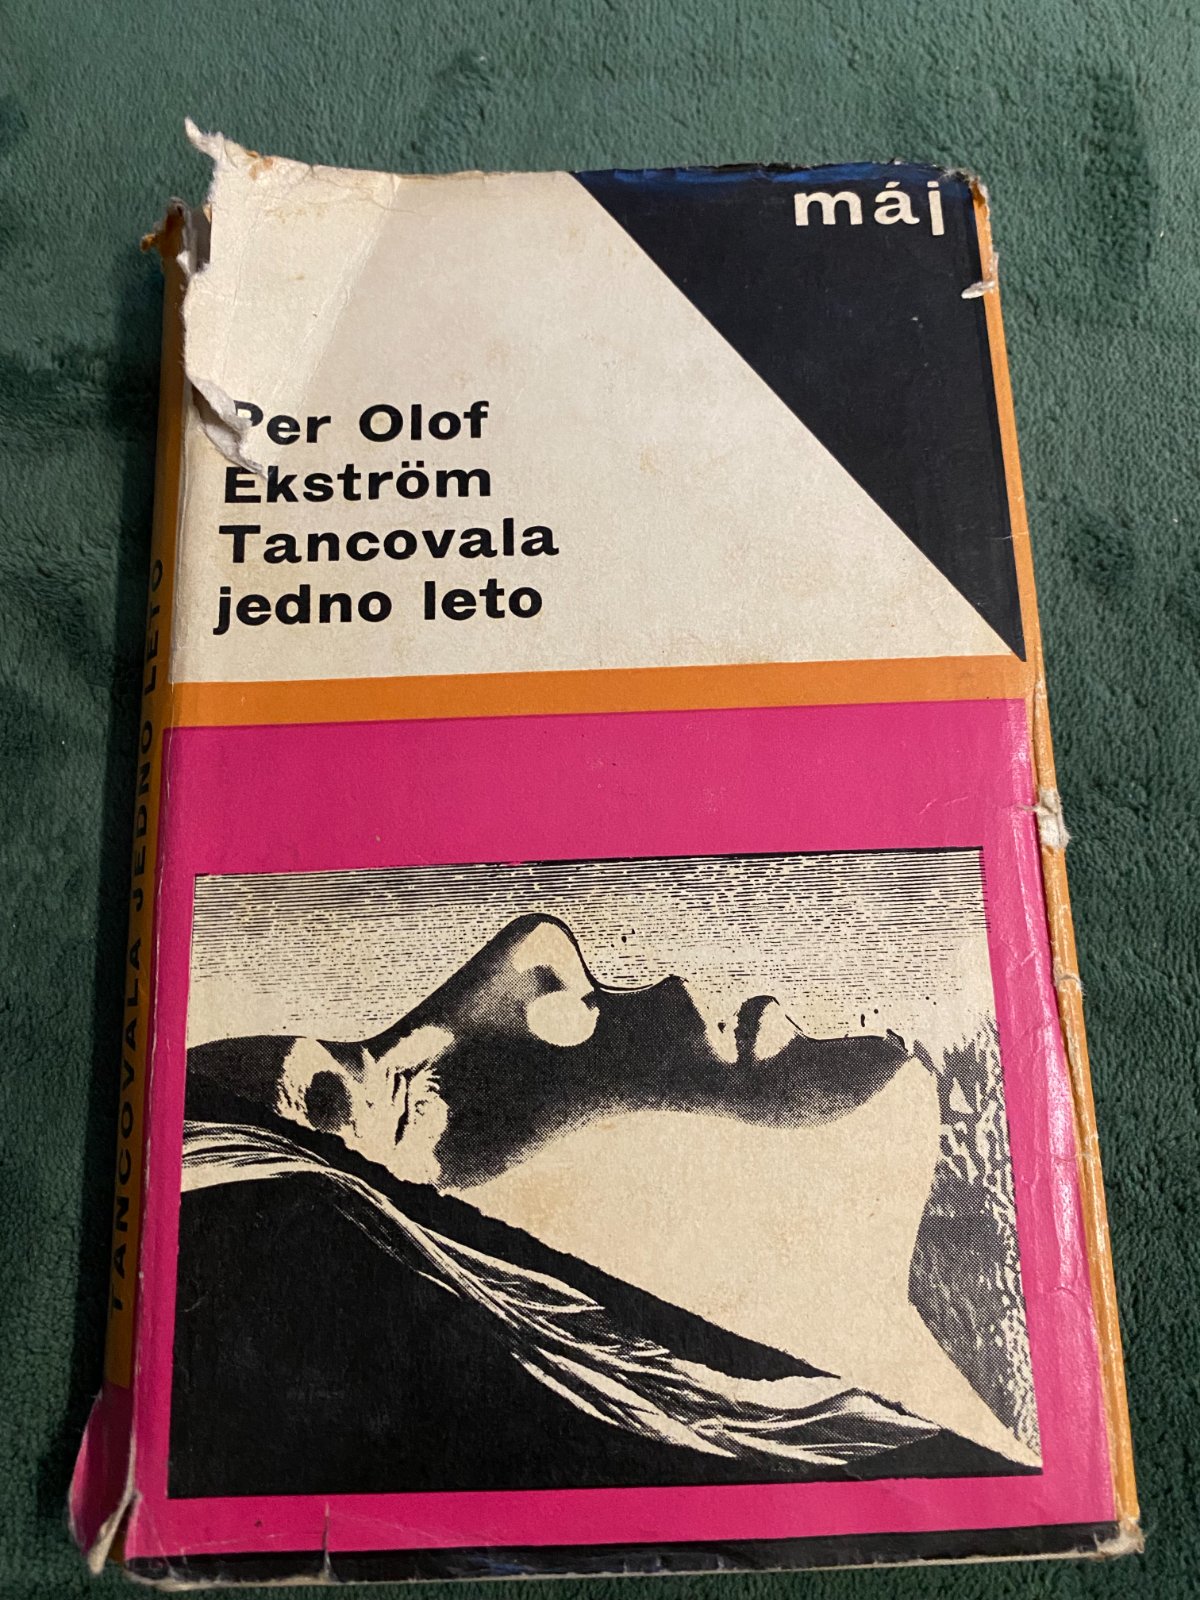 máj
Per Olof
Ekström
Tancovala
jedno leto
TANCOVALA JEDNO LETO